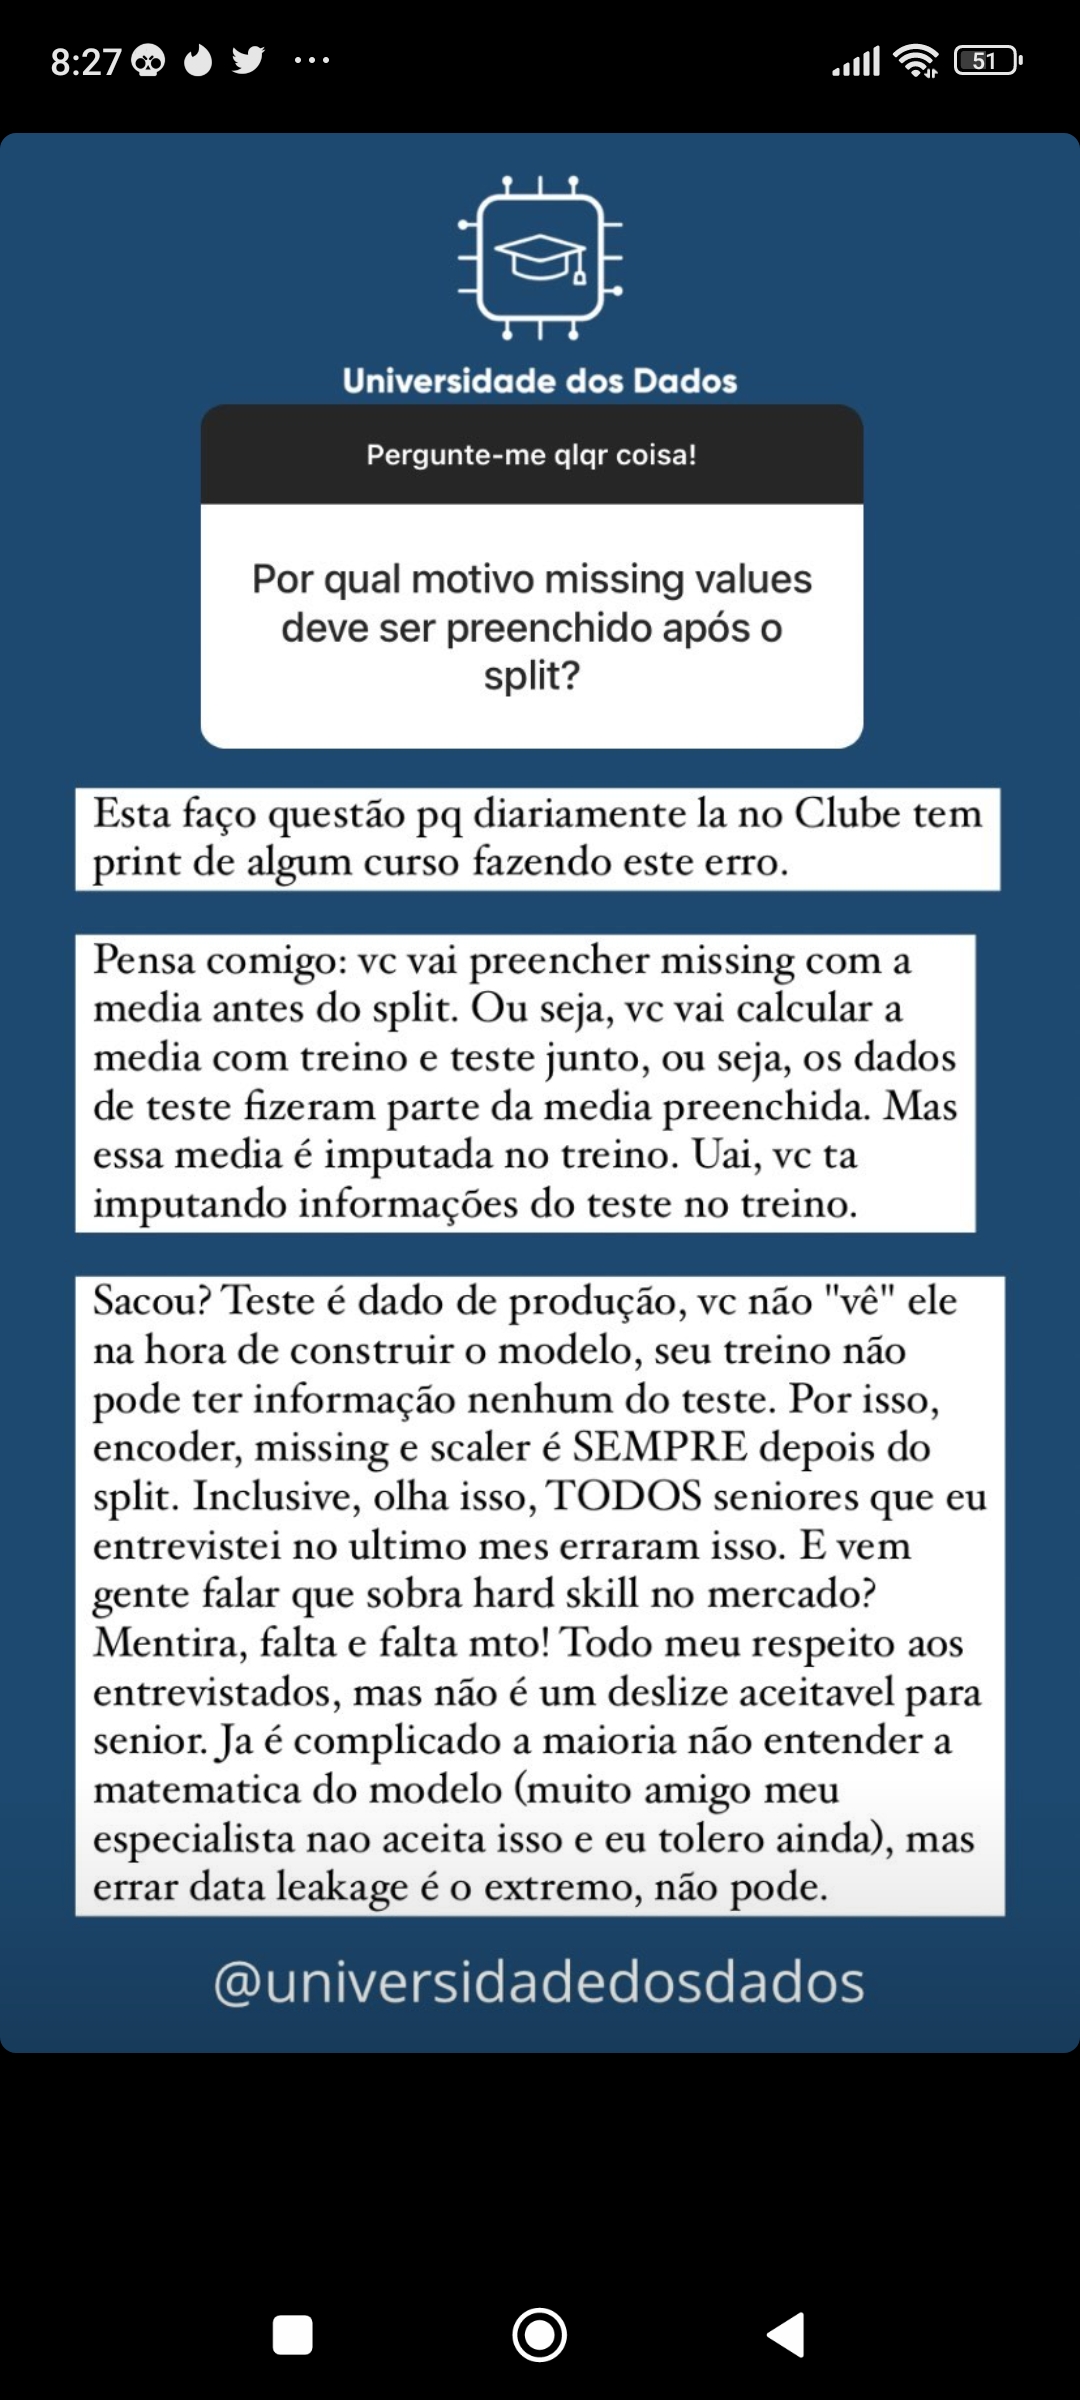 8:27
51
Universidade dos Dados
Pergunte-me qlqr coisa!
Por qual motivo missing values
deve ser preenchido após o
split?
Esta faço questão pq diariamente la no Clube tem
print de algum curso fazendo este erro.
Pensa comigo: vc vai preencher missing com a
media antes do split. Ou seja, vc vai calcular a
media com treino e teste junto, ou seja, os dados
de teste fizeram parte da media preenchida. Mas
essa media é imputada no treino. Uai, vc ta
imputando informações do teste no treino.
Sacou? Teste é dado de produção, vc não "vê" ele
na hora de construir o modelo, seu treino não
pode ter informação nenhum do teste. Por isso,
encoder, missing e scaler é SEMPRE depois do
split. Inclusive, olha isso, TODOS seniores que eu
entrevistei no ultimo mes erraram isso. E vem
gente falar que sobra hard skill no mercado?
Mentira, falta e falta mto! Todo meu respeito aos
entrevistados, mas não é um deslize aceitavel para
senior. Ja é complicado a maioria não entender a
matematica do modelo (muito amigo meu
especialista nao aceita isso e eu tolero ainda), mas
errar data leakage é o extremo, não pode.
@universidadedosdados